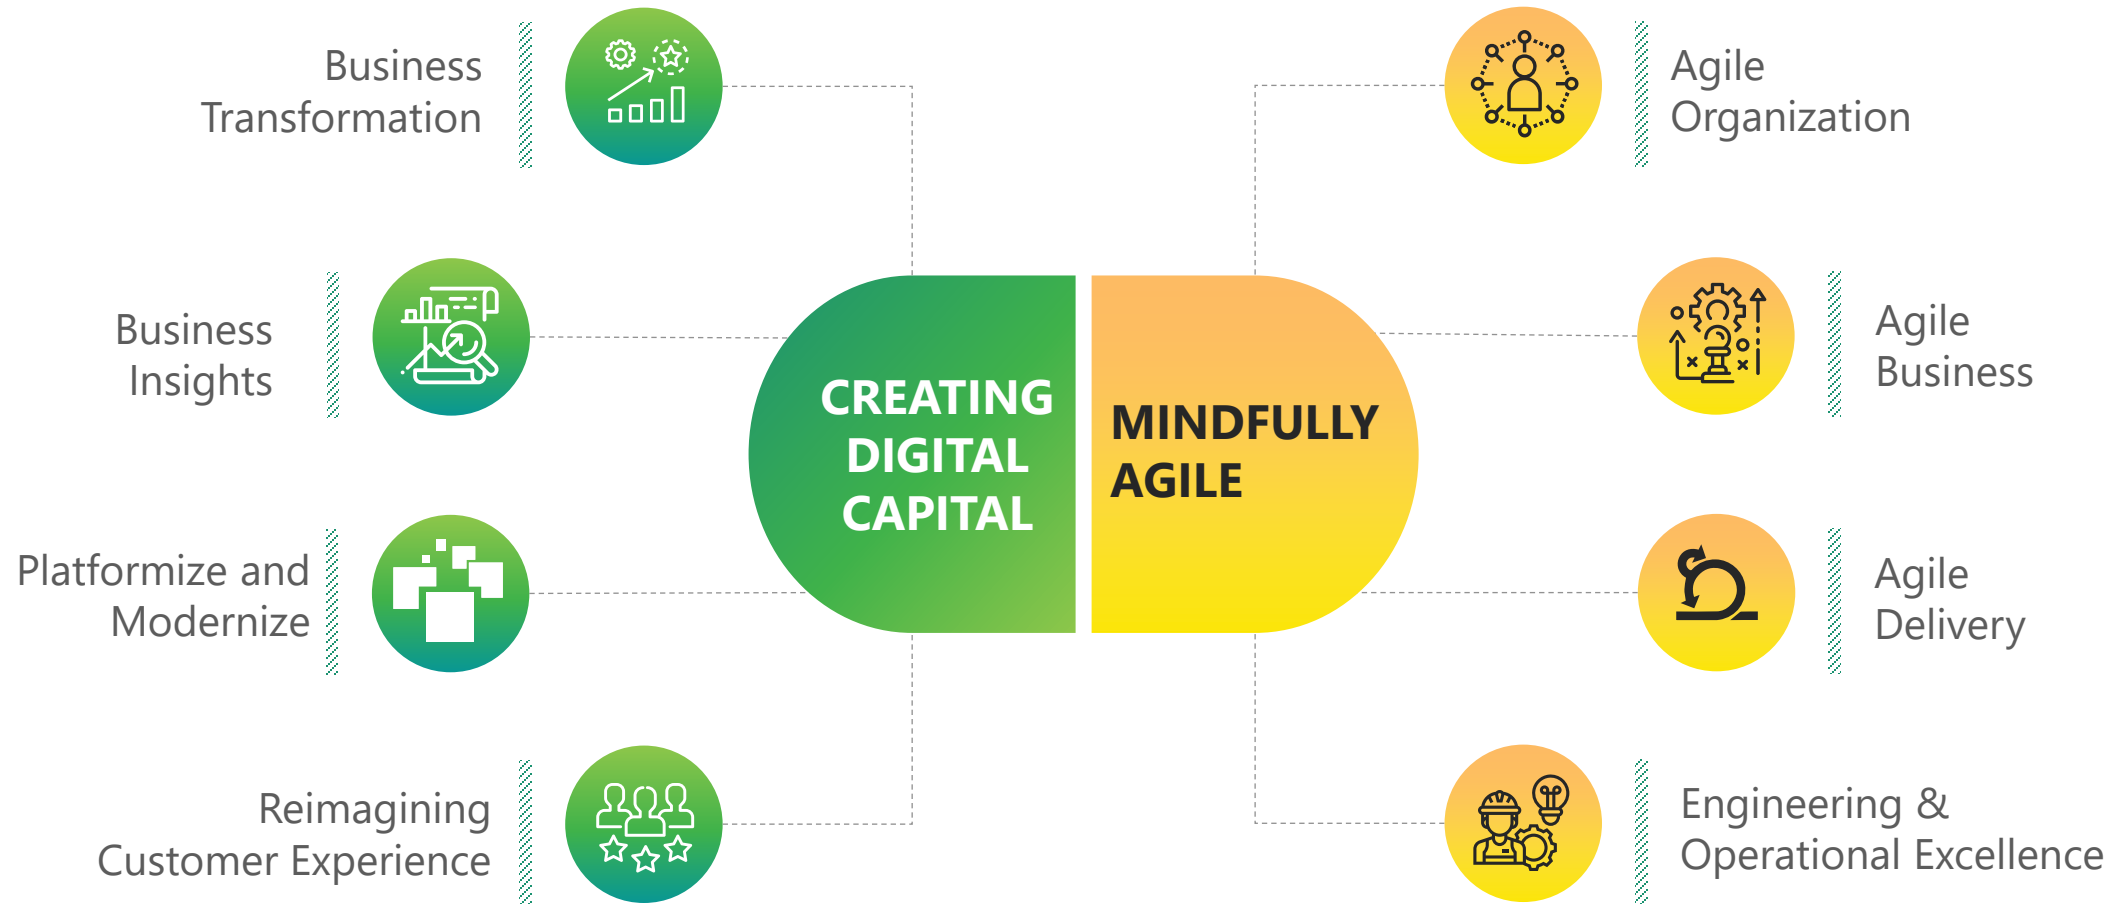 Business
Transformation
Business
Insights
Platformize and
Modernize
Reimagining
Customer Experience
CREATING
DIGITAL
CAPITAL
MINDFULLY
AGILE
Agile
Organization
Agile
Business
Agile
Delivery
Engineering &
Operational Excellence